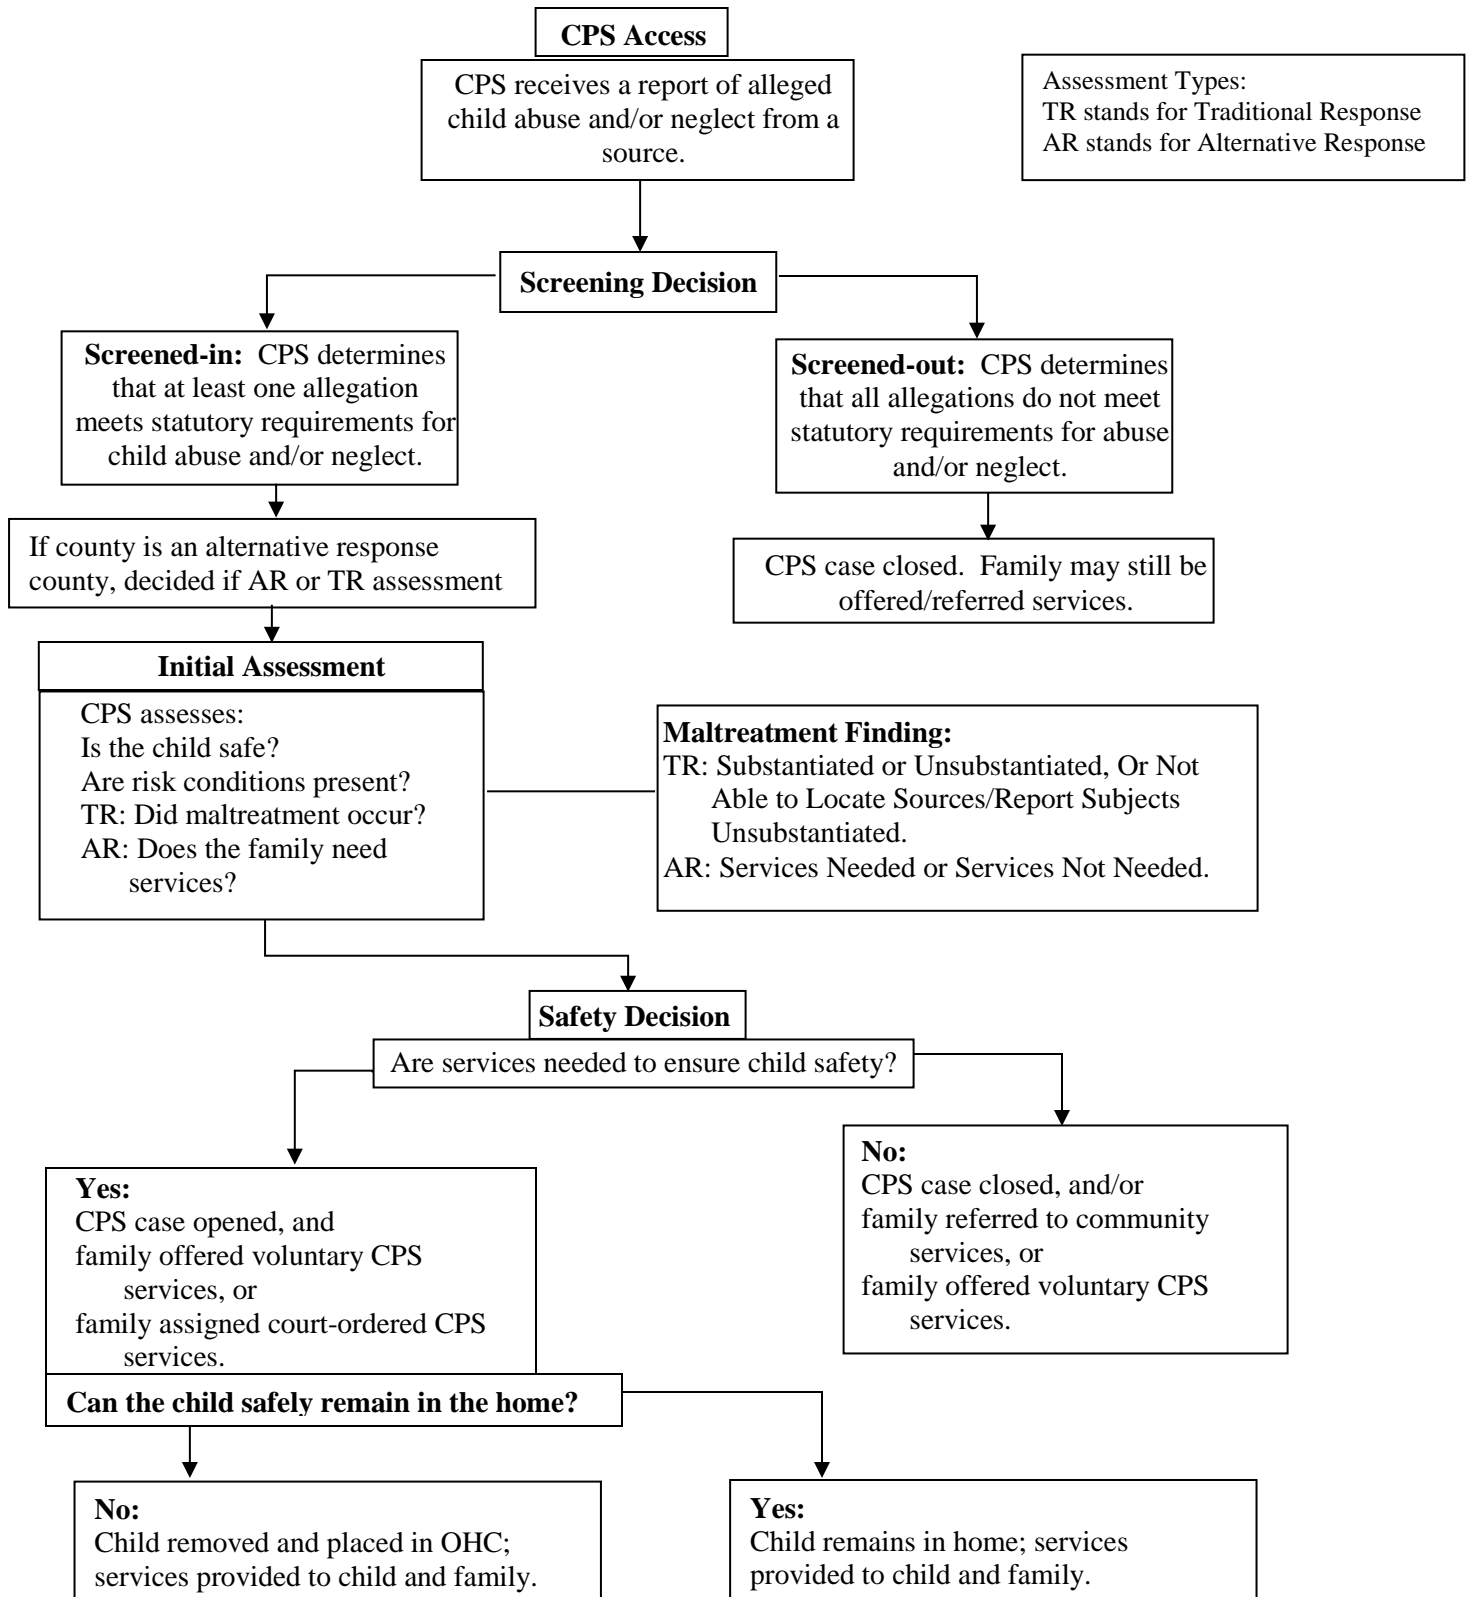 CPS Access
CPS receives a report of alleged
child abuse and/or neglect from a
source.
Assessment Types:
TR stands for Traditional Response
AR stands for Alternative Response
Screening Decision
Screened-in:  CPS determines
that at least one allegation
meets statutory requirements for
child abuse and/or neglect.
Screened-out:  CPS determines
that all allegations do not meet
statutory requirements for abuse
and/or neglect.
If county is an alternative response
county, decided if AR or TR assessment
CPS case closed.  Family may still be
offered/referred services.
Initial Assessment
CPS assesses:
Is the child safe?
Are risk conditions present?
TR: Did maltreatment occur?
AR: Does the family need
services?
Maltreatment Finding:
TR: Substantiated or Unsubstantiated, Or Not
Able to Locate Sources/Report Subjects
Unsubstantiated.
AR: Services Needed or Services Not Needed.
Safety Decision
Are services needed to ensure child safety?
Yes:
CPS case opened, and
family offered voluntary CPS
services, or
family assigned court-ordered CPS
services.
No:
CPS case closed, and/or
family referred to community
services, or
family offered voluntary CPS
services.
Can the child safely remain in the home?
No:
Child removed and placed in OHC;
services provided to child and family.
Yes:
Child remains in home; services
provided to child and family.